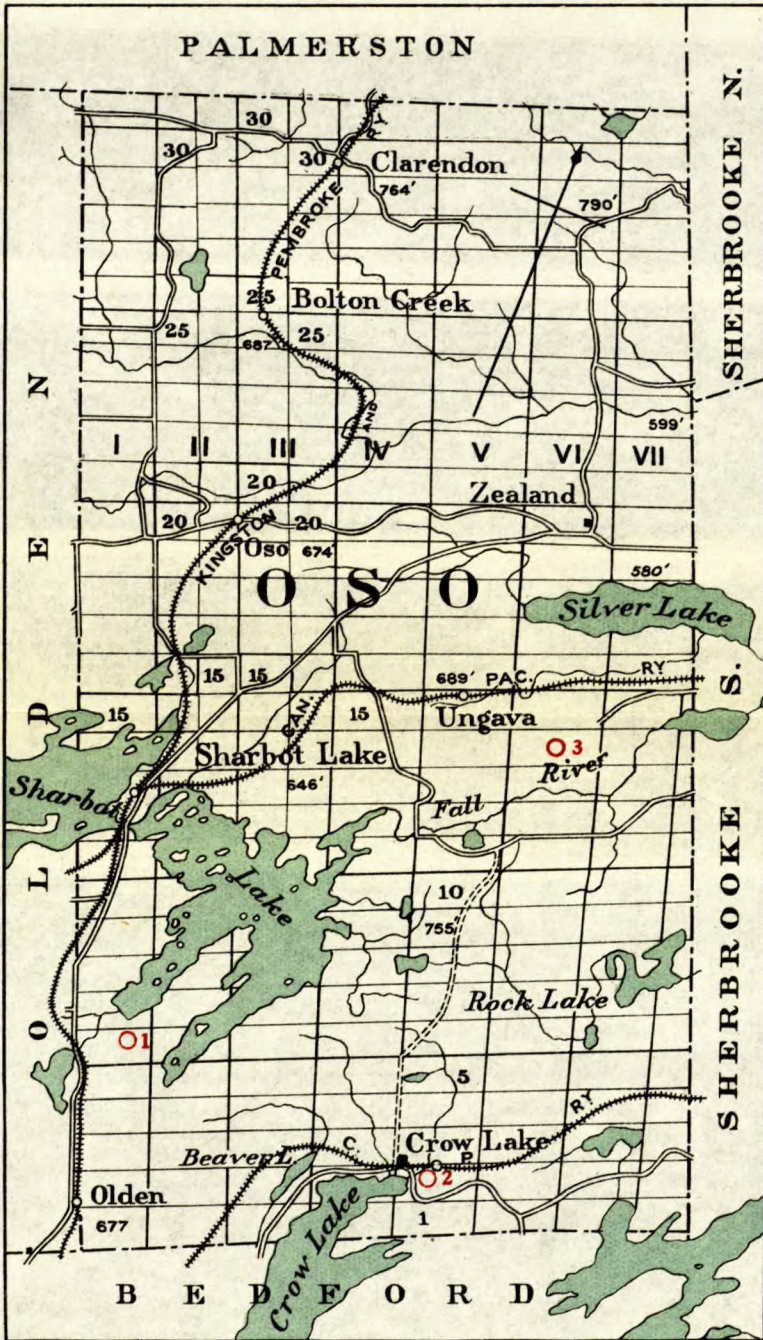 PALMERSTON
SHERBROOKE N.
30
30
30
RY.
Clarendon
764'
790'
PEMBROKE
25
Bolton Creek
25
687'
25
AND
599'
I II III IV V VI VII
20
Zealand
20
20
KINGSTON
Oso 674'
580'
OSO
Silver Lake
OLDEN
15 15
689' PAC. RY
15
CAN.
15
Ungava
3
Sharbot Lake
River
646'
Sharbot
Lake
Fall
10
755'
Rock Lake
1
5
SHERBROOKE S.
RY
Crow Lake
Beaver L.
C. P.
2
Olden
677
1
Crow Lake
BEDFORD